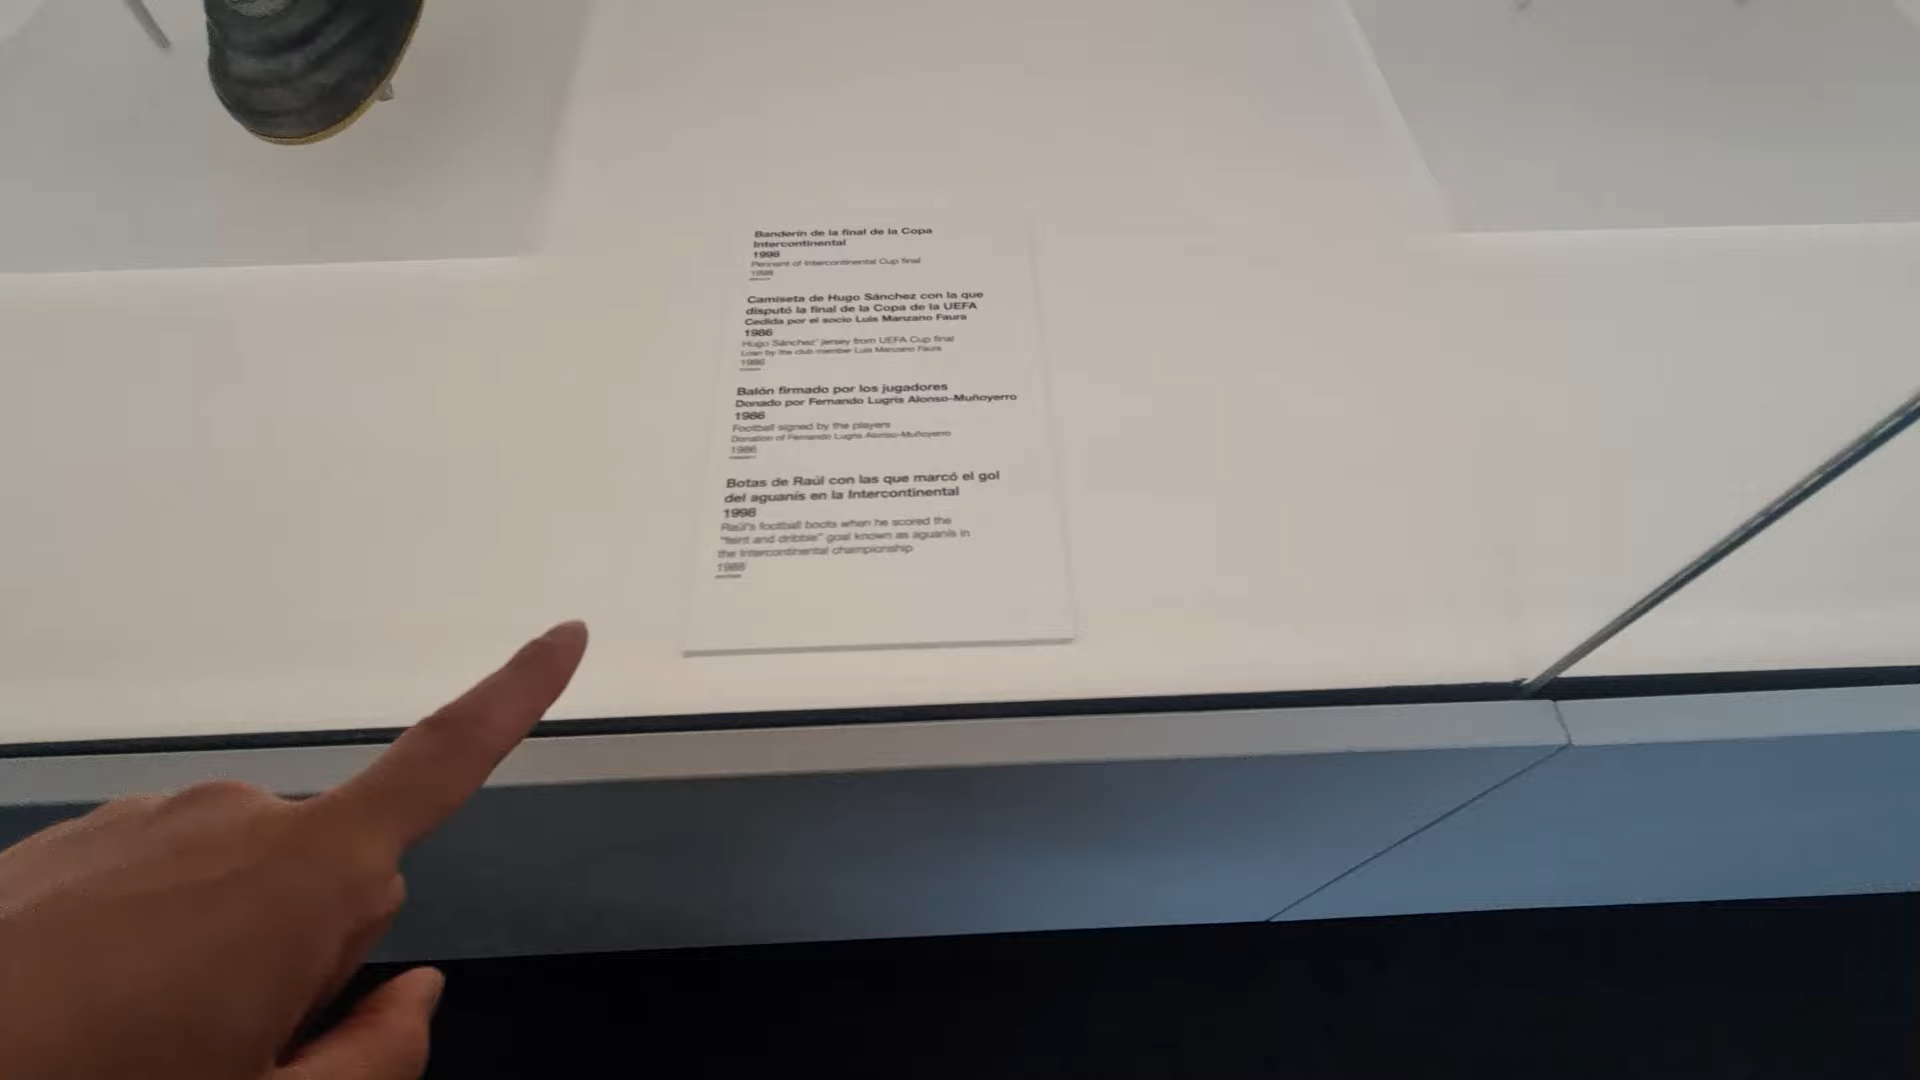 Banderín de la final de la Copa
Intercontinental
1998
Pennant of Intercontinental Cup final
1998
Camiseta de Hugo Sánchez con la que
disputó la final de la Copa de la UEFA
Cedida por el socio Luis Manzano Faura
1986
Hugo Sánchez' jersey from UEFA Cup final
Loan by the club member Luis Manzano Faura
1986
Balón firmado por los jugadores
Donado por Fernando Lugris Alonso-Muñoyerro
1986
Football signed by the players
Donation of Fernando Lugris Alonso-Muñoyerro
1986
Botas de Raúl con las que marcó el gol
del aguanís en la Intercontinental
1998
Raúl's football boots when he scored the
"feint and dribble" goal known as aguanís in
the Intercontinental championship